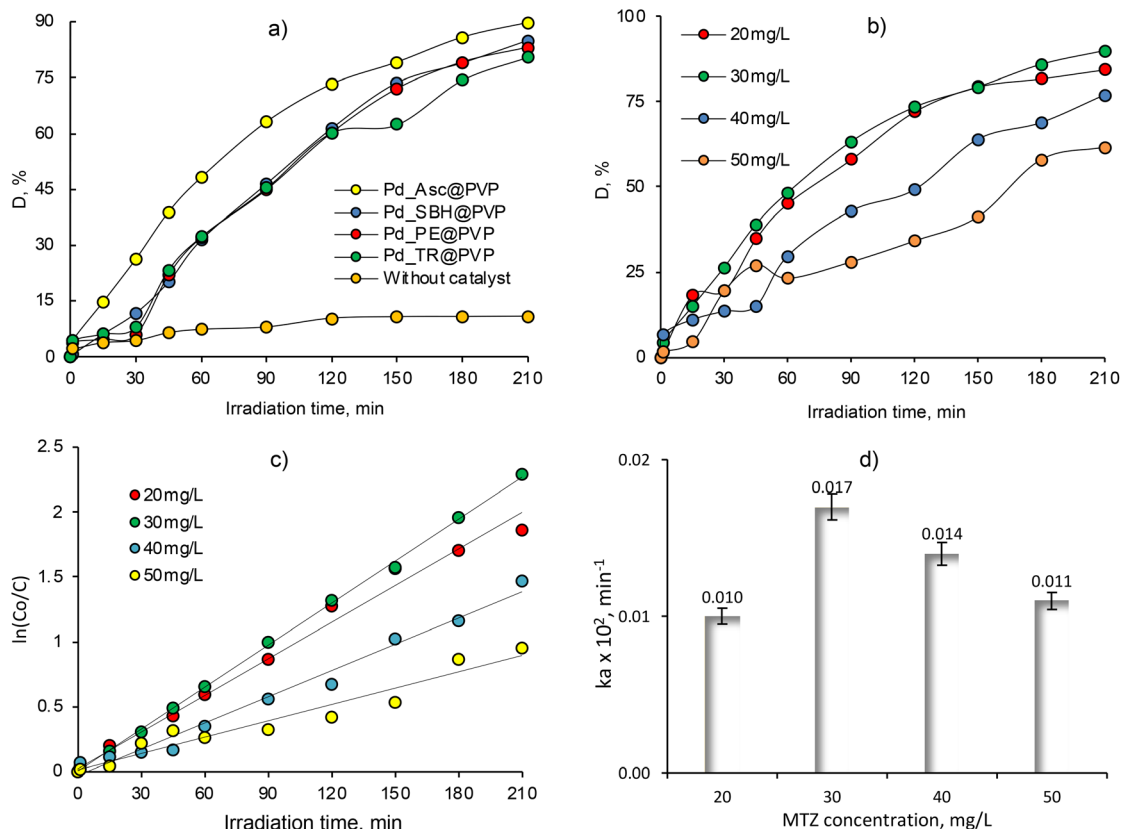 a)
D, %
90
75
60
45
30
15
0
Pd_Asc@PVP
Pd_SBH@PVP
Pd_PE@PVP
Pd_TR@PVP
Without catalyst
0 30 60 90 120 150 180 210
Irradiation time, min
b)
D, %
100
75
50
25
0
20mg/L
30mg/L
40mg/L
50mg/L
0 30 60 90 120 150 180 210
Irradiation time, min
c)
ln(Co/C)
2.5
2
1.5
1
0.5
0
20mg/L
30mg/L
40mg/L
50mg/L
0 30 60 90 120 150 180 210
Irradiation time, min
d)
ka x 10², min⁻¹
0.02
0.01
0.00
0.010
0.017
0.014
0.011
20 30 40 50
MTZ concentration, mg/L